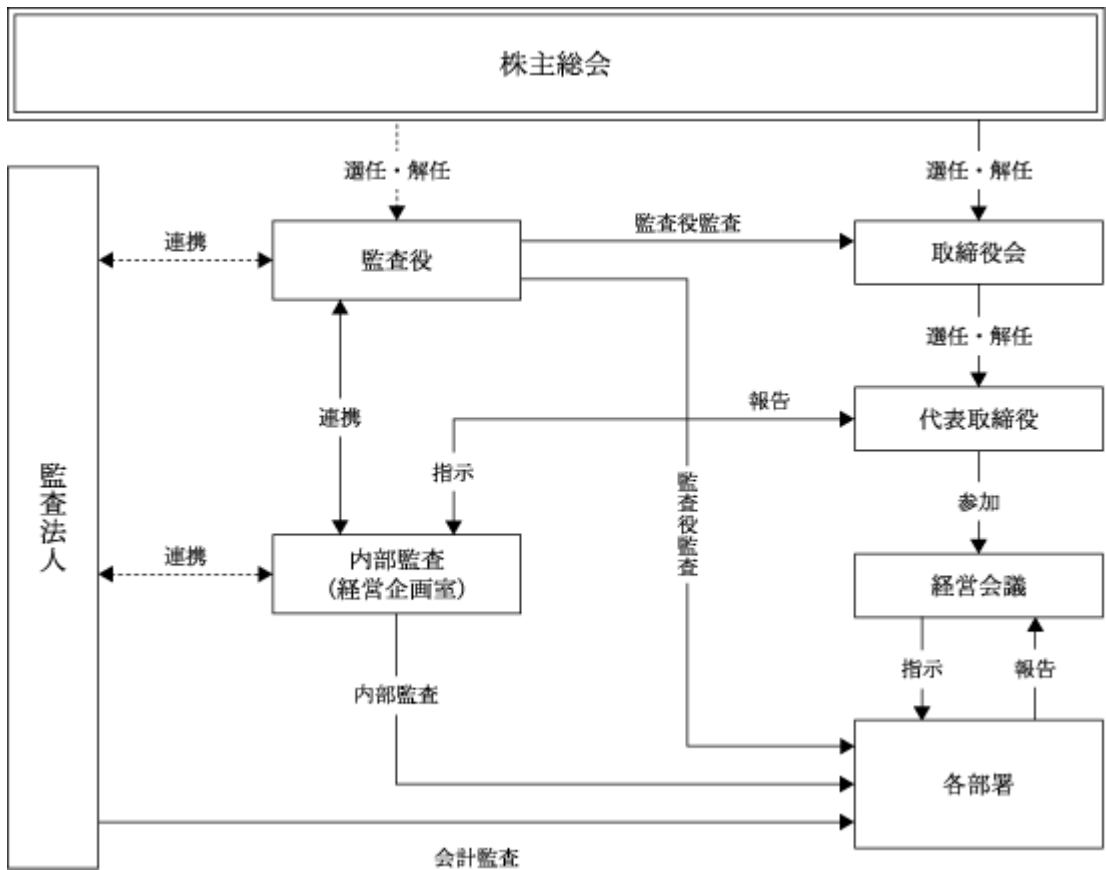 株主総会
選任・解任
選任・解任
監査役監査
連携
監査役
取締役会
選任・解任
報告
代表取締役
連携
指示
監査法人
監査役監査
参加
連携
内部監査
(経営企画室)
経営会議
指示
報告
内部監査
各部署
会計監査